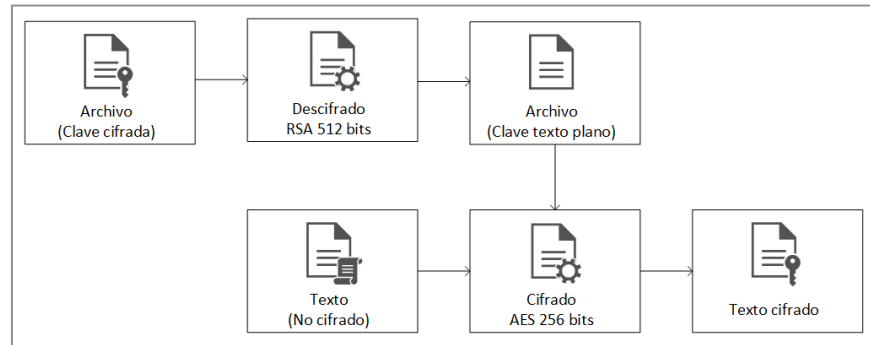 Archivo
(Clave cifrada)
Descifrado
RSA 512 bits
Archivo
(Clave texto plano)
Texto
(No cifrado)
Cifrado
AES 256 bits
Texto cifrado